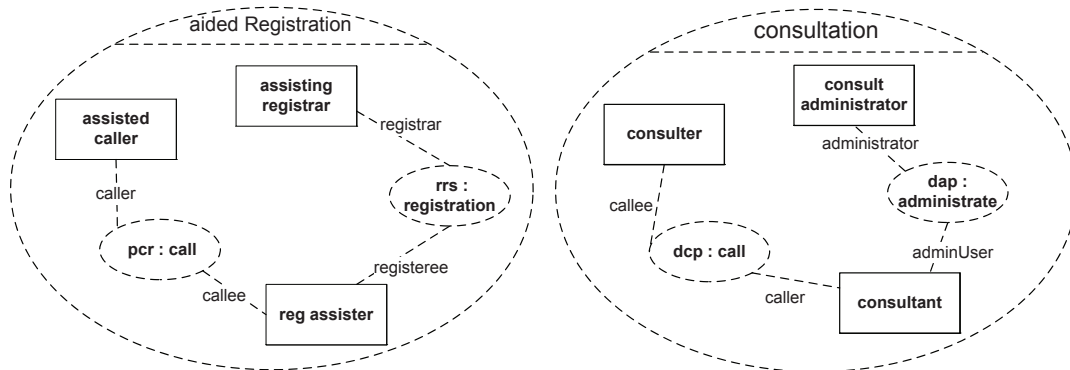 aided Registration
assisting
registrar
assisted
caller
registrar
caller
rrs :
registration
pcr : call
registeree
callee
reg assister
consultation
consult
administrator
consulter
administrator
callee
dap :
administrate
dcp : call
adminUser
caller
consultant